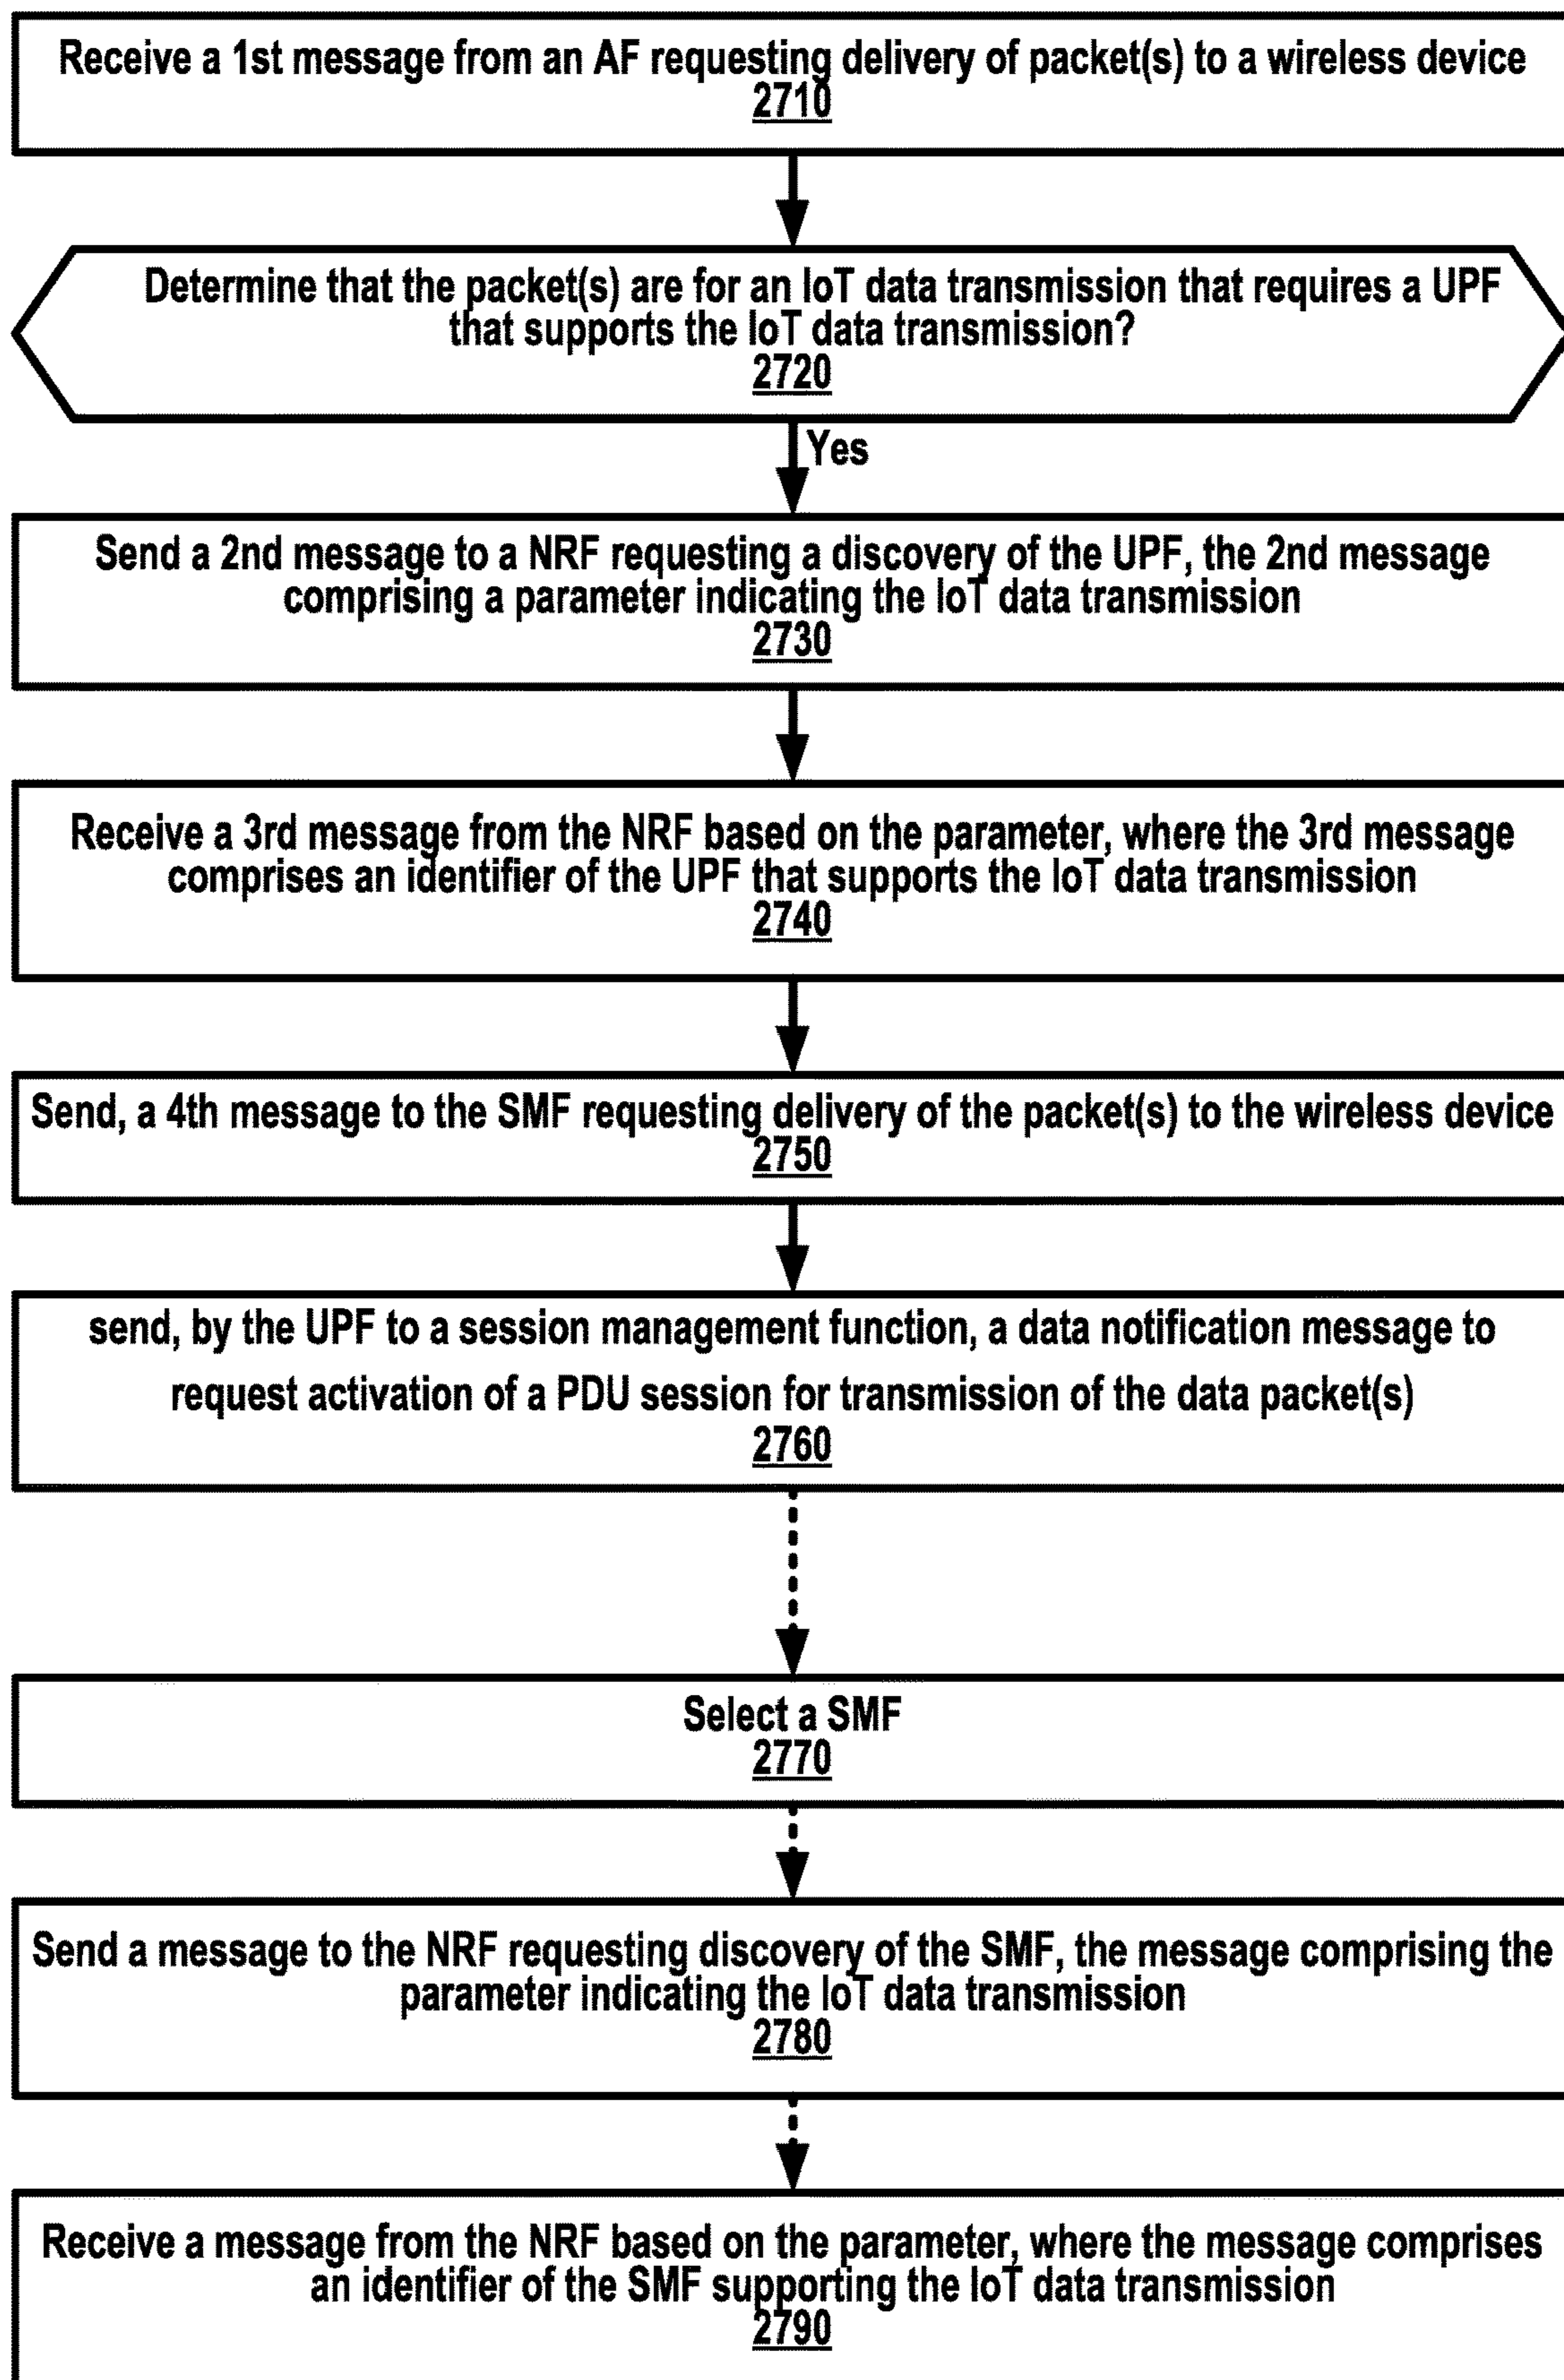 Receive a 1st message from an AF requesting delivery of packet(s) to a wireless device
2710
Determine that the packet(s) are for an IoT data transmission that requires a UPF
that supports the IoT data transmission?
2720
Yes
Send a 2nd message to a NRF requesting a discovery of the UPF, the 2nd message
comprising a parameter indicating the IoT data transmission
2730
Receive a 3rd message from the NRF based on the parameter, where the 3rd message
comprises an identifier of the UPF that supports the IoT data transmission
2740
Send, a 4th message to the SMF requesting delivery of the packet(s) to the wireless device
2750
send, by the UPF to a session management function, a data notification message to
request activation of a PDU session for transmission of the data packet(s)
2760
Select a SMF
2770
Send a message to the NRF requesting discovery of the SMF, the message comprising the
parameter indicating the IoT data transmission
2780
Receive a message from the NRF based on the parameter, where the message comprises
an identifier of the SMF supporting the IoT data transmission
2790